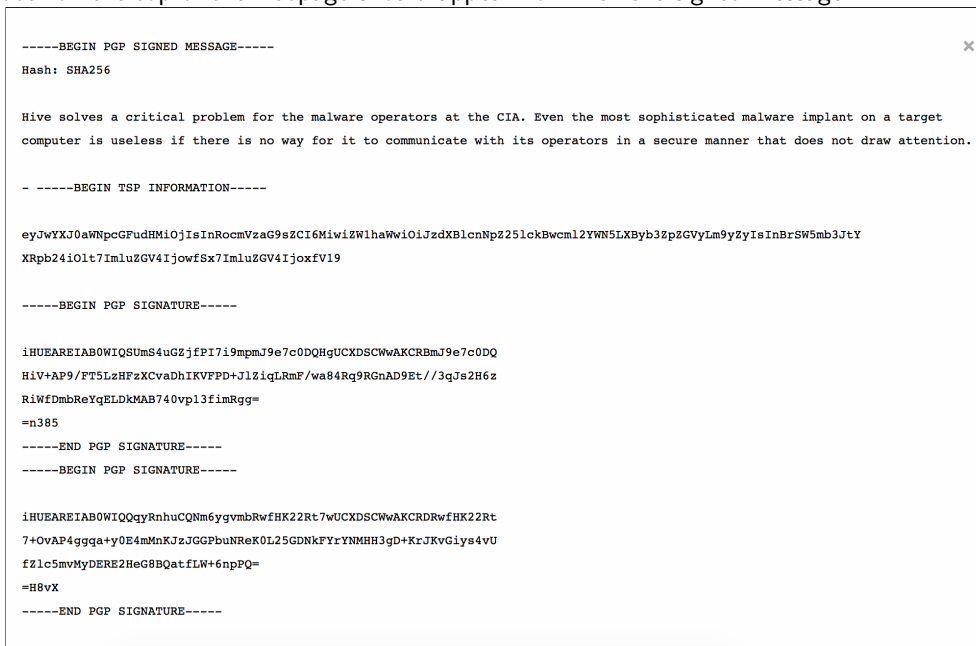 -----BEGIN PGP SIGNED MESSAGE-----
Hash: SHA256
Hive solves a critical problem for the malware operators at the CIA. Even the most sophisticated malware implant on a target
computer is useless if there is no way for it to communicate with its operators in a secure manner that does not draw attention.
- -----BEGIN TSP INFORMATION-----
eyJwYXJ0aWNpcGFudHMiOjIsInRocmVzaG9sZCI6MiwiZW1haWwiOiJzdXBlcnNpZ25lckBwcml2YWN5LXByb3ZpZGVyLm9yZyIsInBrSW5mb3JtY
XRpb24iOlt7ImluZGV4IjowfSx7ImluZGV4IjoxfV19
-----BEGIN PGP SIGNATURE-----
iHUEAREIAB0WIQSUmS4uGZjfPI7i9mpmJ9e7c0DQHgUCXDSCWwAKCRBmJ9e7c0DQ
HiV+AP9/FT5LzHFzXCvaDhIKVFPD+JlZiqLRmF/wa84Rq9RGnAD9Et//3qJs2H6z
RiWfDmbReYqELDkMAB740vp13fimRgg=
=n385
-----END PGP SIGNATURE-----
-----BEGIN PGP SIGNATURE-----
iHUEAREIAB0WIQQqyRnhuCQNm6ygvmbRwfHK22Rt7wUCXDSCWwAKCRDRwfHK22Rt
7+OvAP4ggqa+y0E4mMnKJzJGGPbuNReK0L25GDNkFYrYNMHH3gD+KrJKvGiys4vU
fZlc5mvMyDERE2HeG8BQatfLW+6npPQ=
=H8vX
-----END PGP SIGNATURE-----